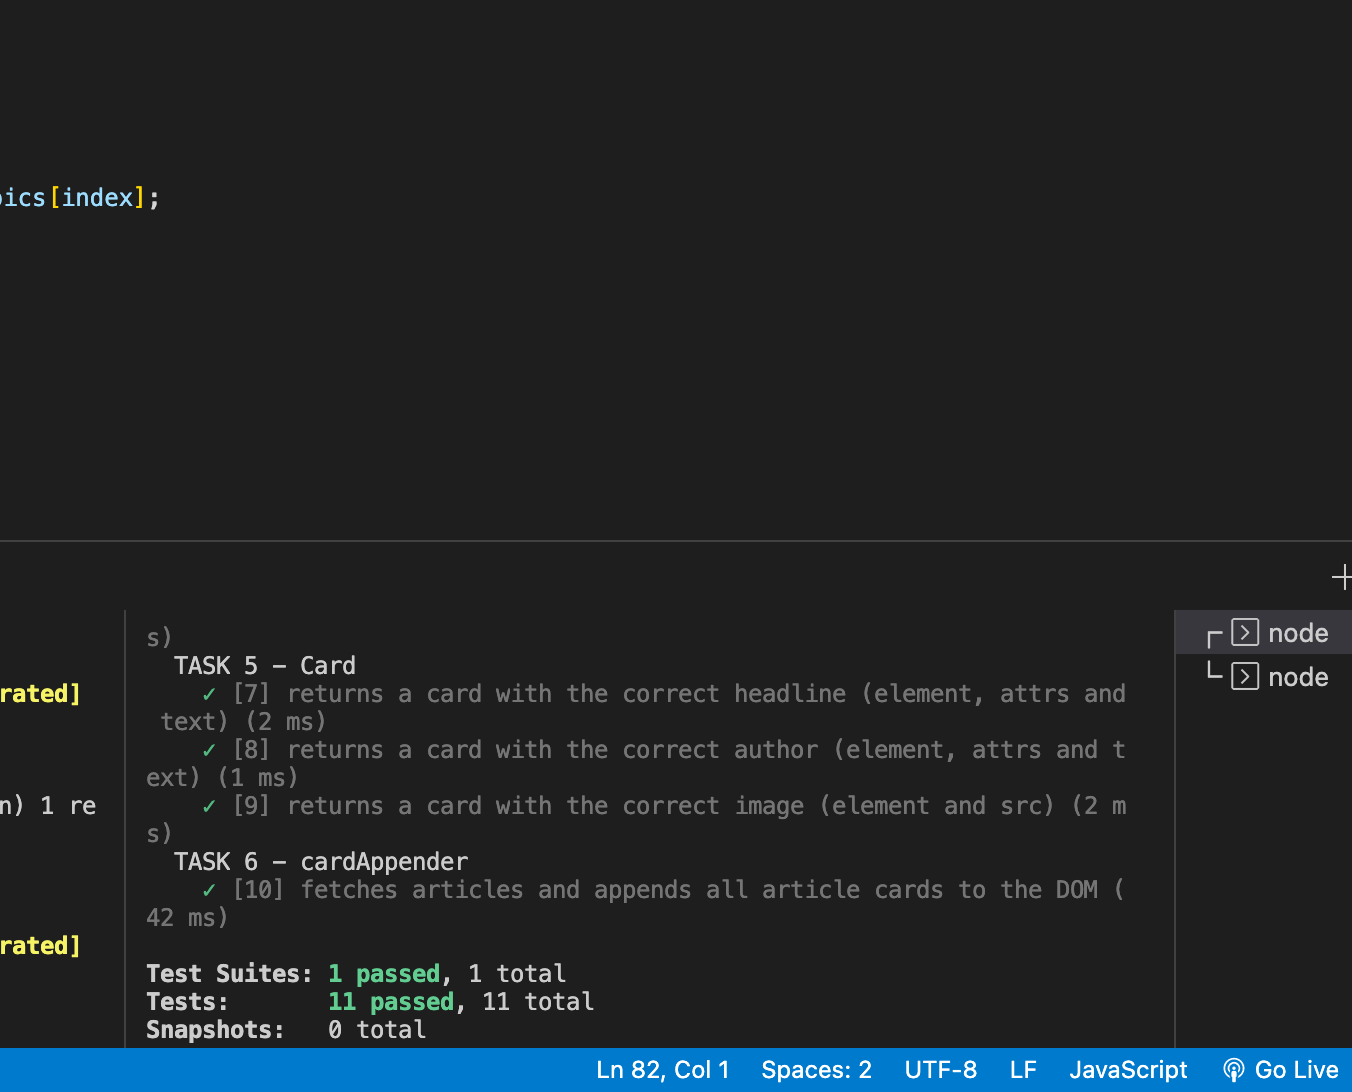 pics[index];
s)
TASK 5 – Card
✓ [7] returns a card with the correct headline (element, attrs and
text) (2 ms)
✓ [8] returns a card with the correct author (element, attrs and t
ext) (1 ms)
✓ [9] returns a card with the correct image (element and src) (2 m
s)
TASK 6 – cardAppender
✓ [10] fetches articles and appends all article cards to the DOM (
42 ms)
Test Suites: 1 passed, 1 total
Tests: 11 passed, 11 total
Snapshots: 0 total
rated]
n) 1 re
rated]
node
node
Ln 82, Col 1 Spaces: 2 UTF-8 LF JavaScript Go Live